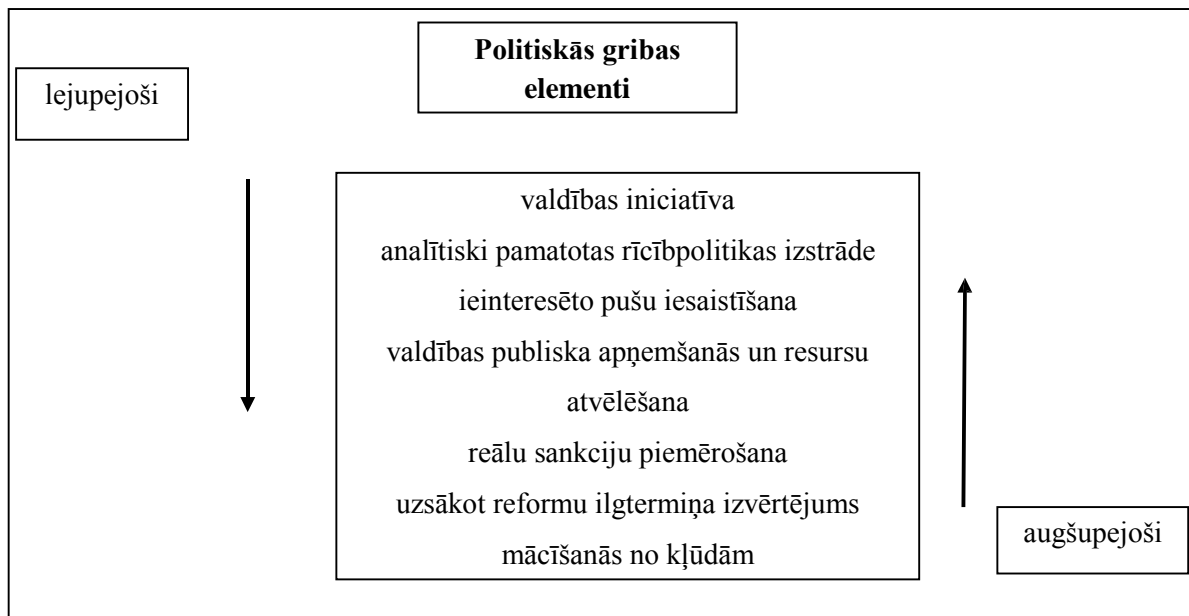 Politiskās gribas
elementi
lejupejoši
valdības iniciatīva
analītiski pamatotas rīcībpolitikas izstrāde
ieinteresēto pušu iesaistīšana
valdības publiska apņemšanās un resursu
atvēlēšana
reālu sankciju piemērošana
uzsākot reformu ilgtermiņa izvērtējums
mācīšanās no kļūdām
augšupejoši